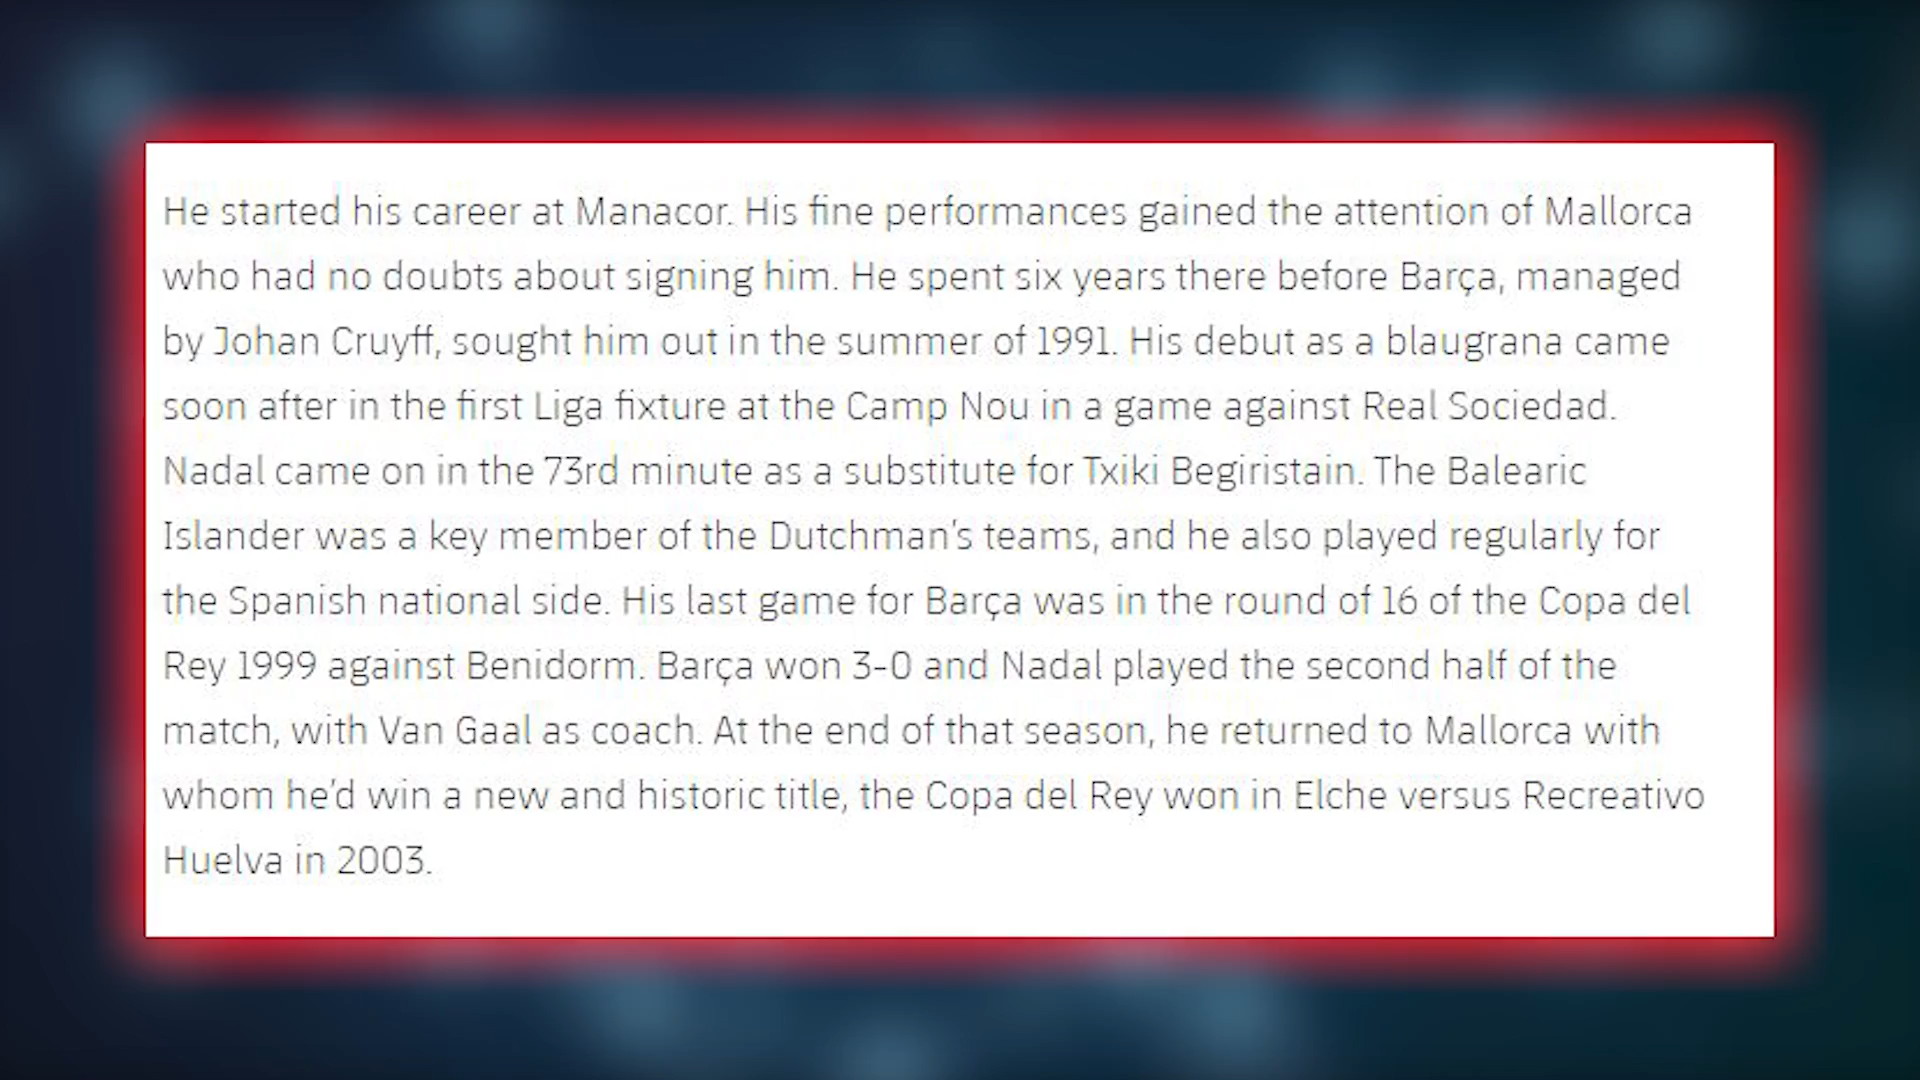 He started his career at Manacor. His fine performances gained the attention of Mallorca
who had no doubts about signing him. He spent six years there before Barça, managed
by Johan Cruyff, sought him out in the summer of 1991. His debut as a blaugrana came
soon after in the first Liga fixture at the Camp Nou in a game against Real Sociedad.
Nadal came on in the 73rd minute as a substitute for Txiki Begiristain. The Balearic
Islander was a key member of the Dutchman's teams, and he also played regularly for
the Spanish national side. His last game for Barça was in the round of 16 of the Copa del
Rey 1999 against Benidorm. Barça won 3-0 and Nadal played the second half of the
match, with Van Gaal as coach. At the end of that season, he returned to Mallorca with
whom he'd win a new and historic title, the Copa del Rey won in Elche versus Recreativo
Huelva in 2003.